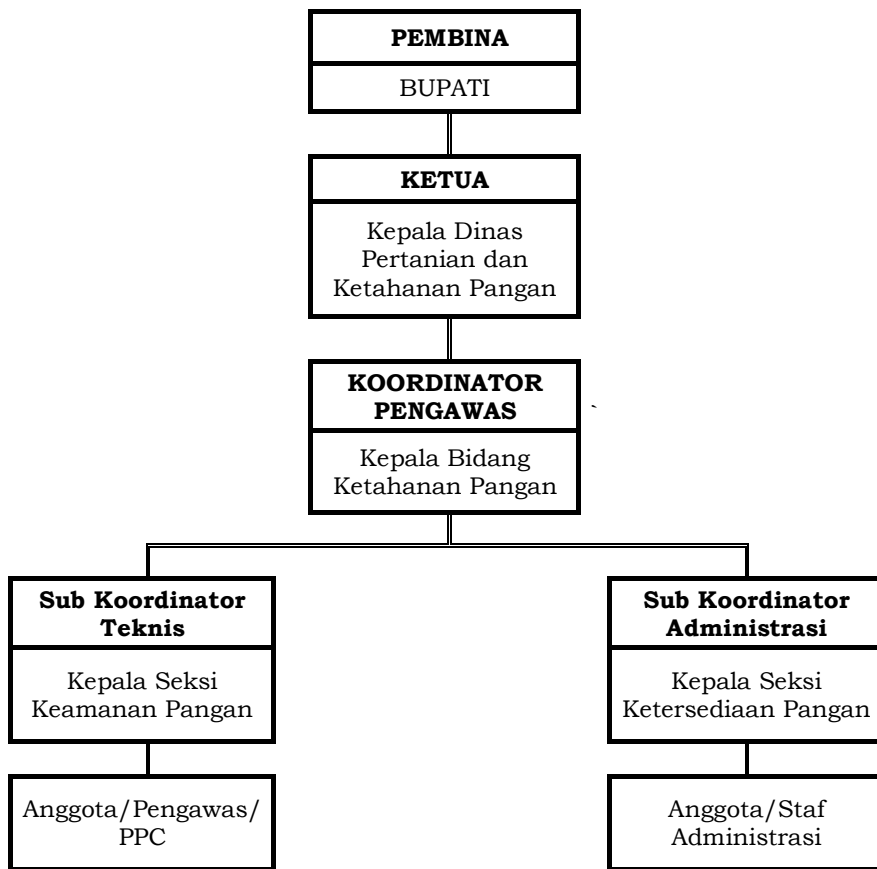 PEMBINA
BUPATI
KETUA
Kepala Dinas
Pertanian dan
Ketahanan Pangan
KOORDINATOR
PENGAWAS
`
Kepala Bidang
Ketahanan Pangan
Sub Koordinator
Teknis
Kepala Seksi
Keamanan Pangan
Anggota/Pengawas/
PPC
Sub Koordinator
Administrasi
Kepala Seksi
Ketersediaan Pangan
Anggota/Staf
Administrasi